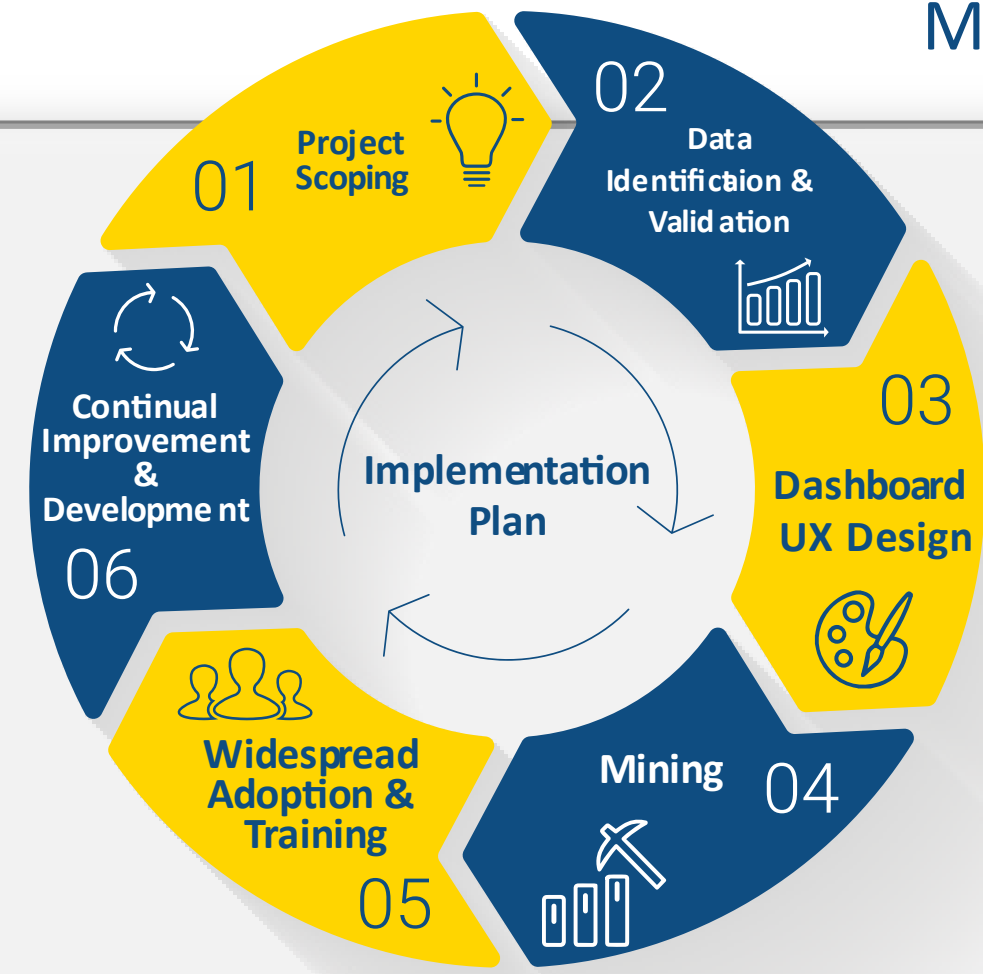 M
01
Project
Scoping
02
Data
Identifictaion &
Validation
03
Dashboard
UX Design
04
Mining
05
Widespread
Adoption &
Training
06
Continual
Improvement
&
Development
Implementation
Plan